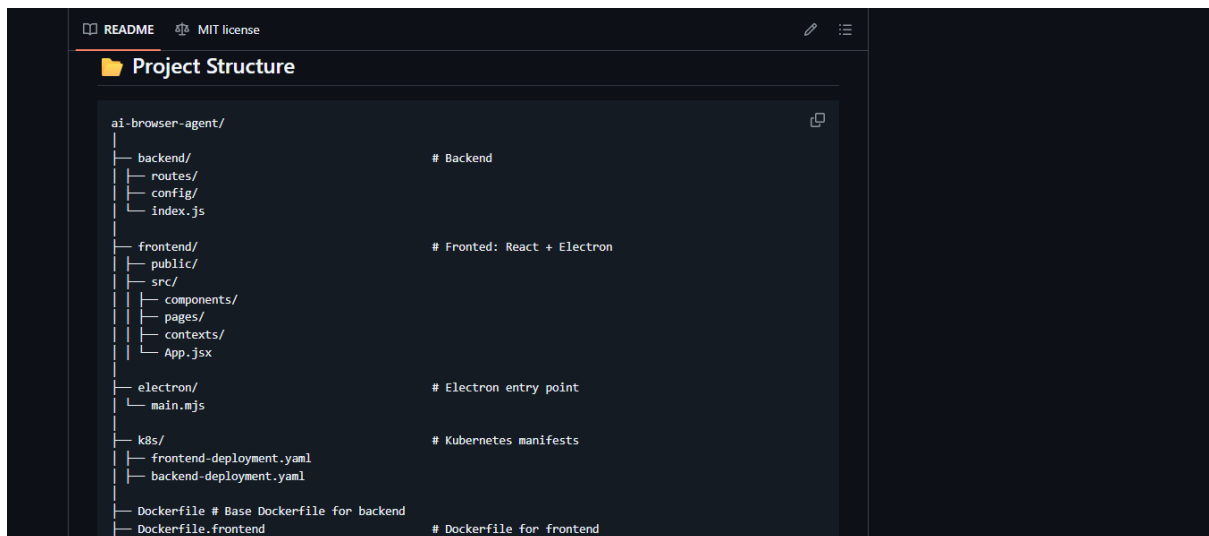 README MIT license
Project Structure
ai-browser-agent/
│
├── backend/ # Backend
│ ├── routes/
│ ├── config/
│ └── index.js
│
├── frontend/ # Fronted: React + Electron
│ ├── public/
│ ├── src/
│ │ ├── components/
│ │ ├── pages/
│ │ ├── contexts/
│ │ └── App.jsx
│
├── electron/ # Electron entry point
│ └── main.mjs
│
├── k8s/ # Kubernetes manifests
│ ├── frontend-deployment.yaml
│ ├── backend-deployment.yaml
│
├── Dockerfile # Base Dockerfile for backend
├── Dockerfile.frontend # Dockerfile for frontend